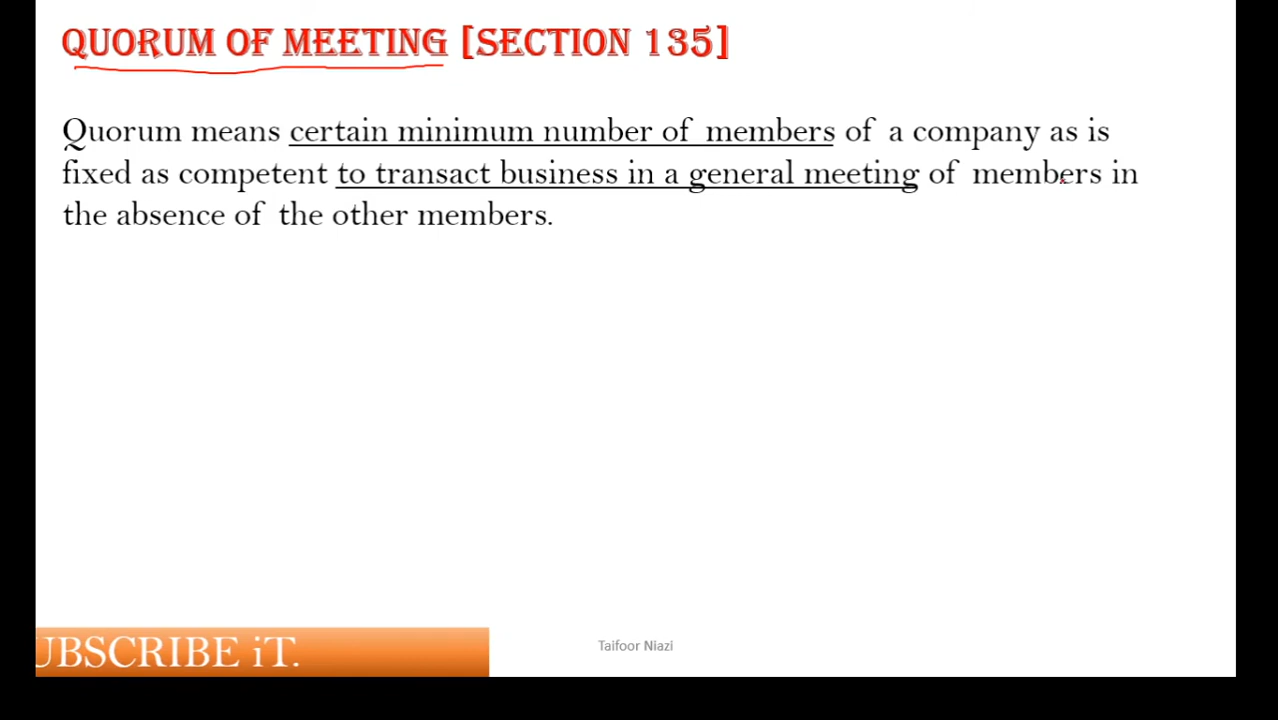 QUORUM OF MEETING [SECTION 135]
Quorum means certain minimum number of members of a company as is
fixed as competent to transact business in a general meeting of members in
the absence of the other members.
UBSCRIBE iT.
Taifoor Niazi